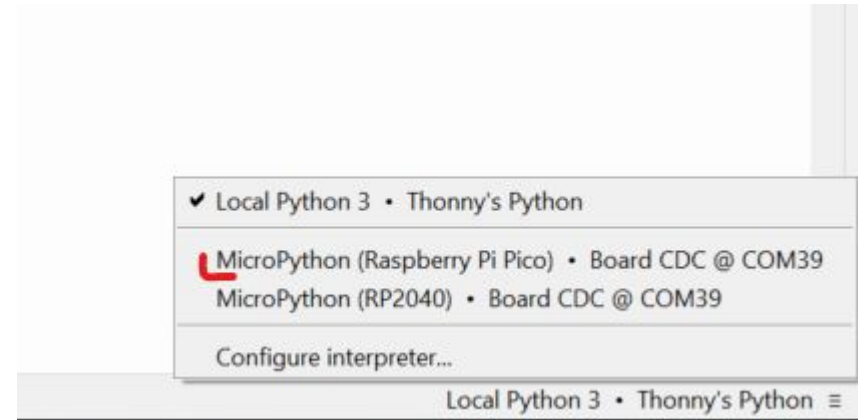 Local Python 3 • Thonny's Python
MicroPython (Raspberry Pi Pico) • Board CDC @ COM39
MicroPython (RP2040) • Board CDC @ COM39
Configure interpreter...
Local Python 3 • Thonny's Python ≡